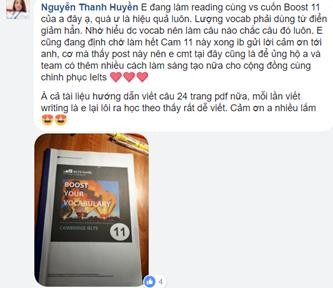 Nguyễn Thanh Huyền E đang làm reading cùng vs cuốn Boost 11
của a đây ạ, quá ư là hiệu quả luôn. Lượng vocab phải dùng từ điển
giảm hẳn. Nhờ hiểu dc vocab nên làm câu nào chắc câu đó luôn. E
cũng đang định chờ làm hết Cam 11 này xong ib gửi lời cảm ơn tới
anh, cơ mà thấy post này nên e cmt tại đây cũng là để ủng hộ a và
team có thêm nhiều cách làm sáng tạo nữa cho cộng đồng cùng
chinh phục Ielts
À cả tài liệu hướng dẫn viết câu 24 trang pdf nữa, mỗi lần viết
writing là e lại lôi ra học theo thấy rất dễ viết. Cảm ơn a nhiều lắm
BOOST
YOUR
VOCABULARY
CAMBRIDGE IELTS
11
4